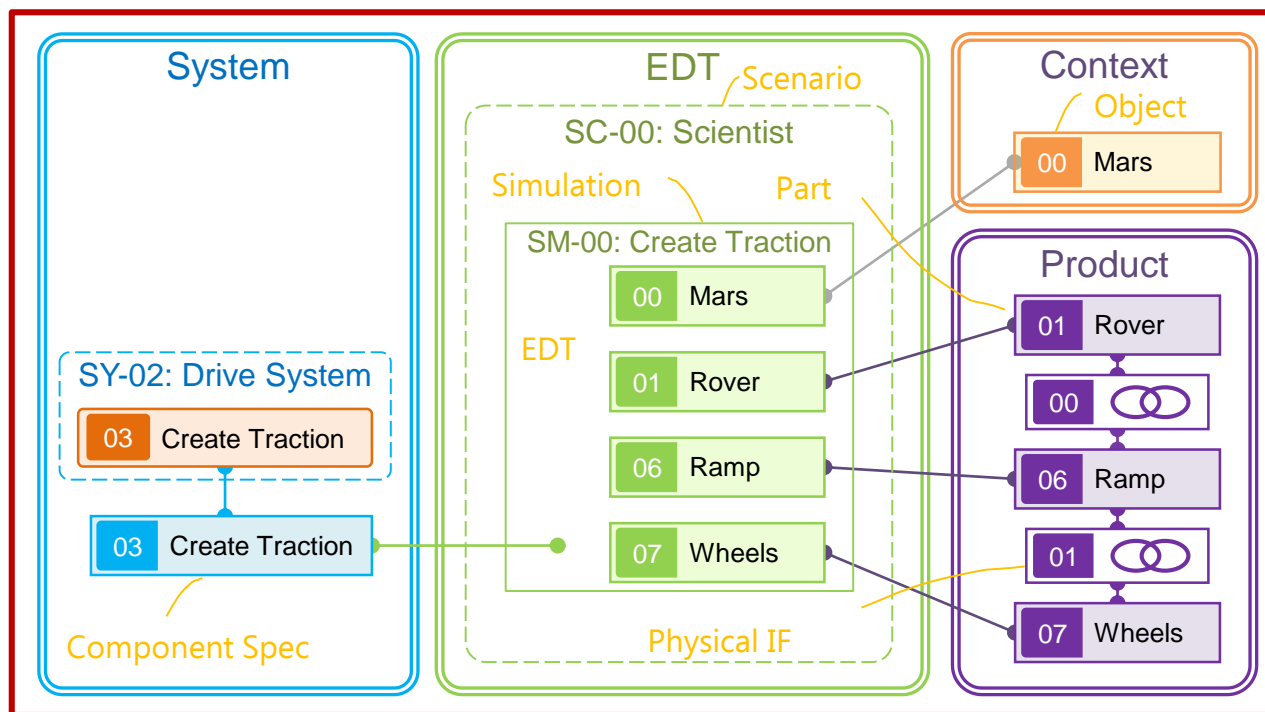 System
SY-02: Drive System
03 Create Traction
03 Create Traction
Component Spec
EDT
Scenario
SC-00: Scientist
Simulation
Part
SM-00: Create Traction
00 Mars
EDT
01 Rover
06 Ramp
07 Wheels
Physical IF
Context
Object
00 Mars
Product
01 Rover
00
06 Ramp
01
07 Wheels